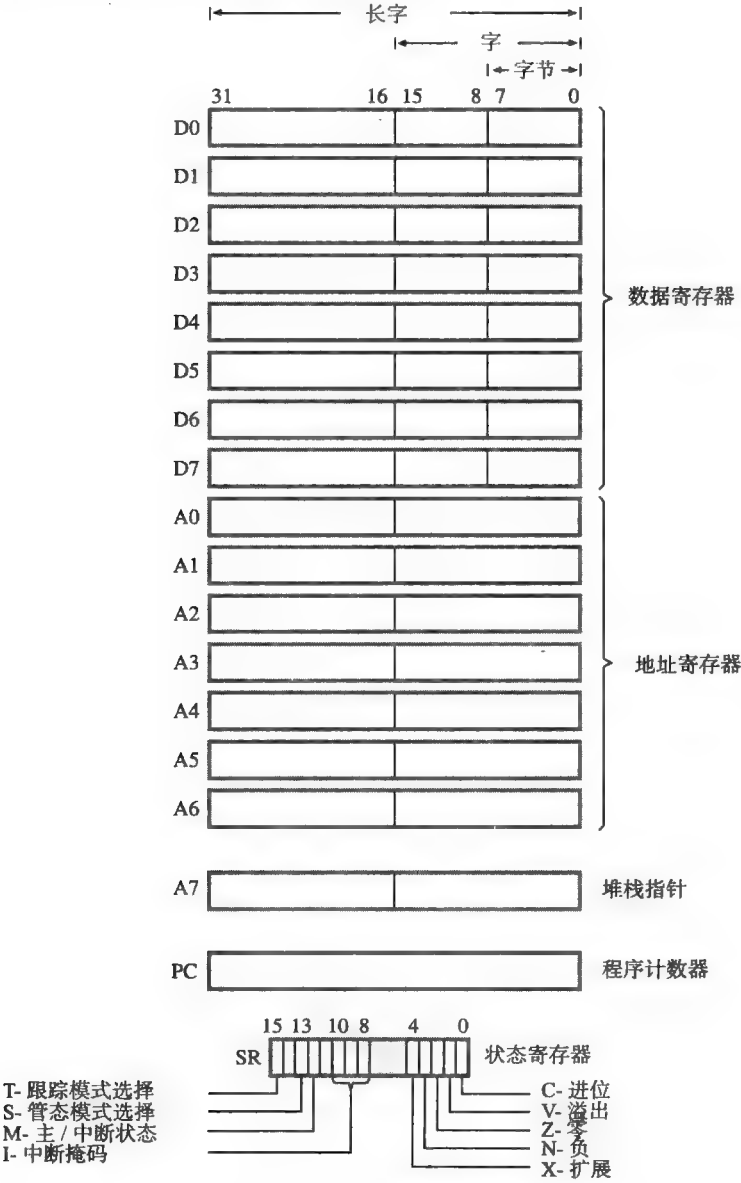 长字
字
字节
31 16 15 8 7 0
D0
D1
D2
D3
数据寄存器
D4
D5
D6
D7
A0
A1
A2
A3
地址寄存器
A4
A5
A6
A7 堆栈指针
PC 程序计数器
15 13 10 8 4 0
SR 状态寄存器
T- 跟踪模式选择
S- 管态模式选择
M- 主 / 中断状态
I- 中断掩码
C- 进位
V- 溢出
Z- 零
N- 负
X- 扩展